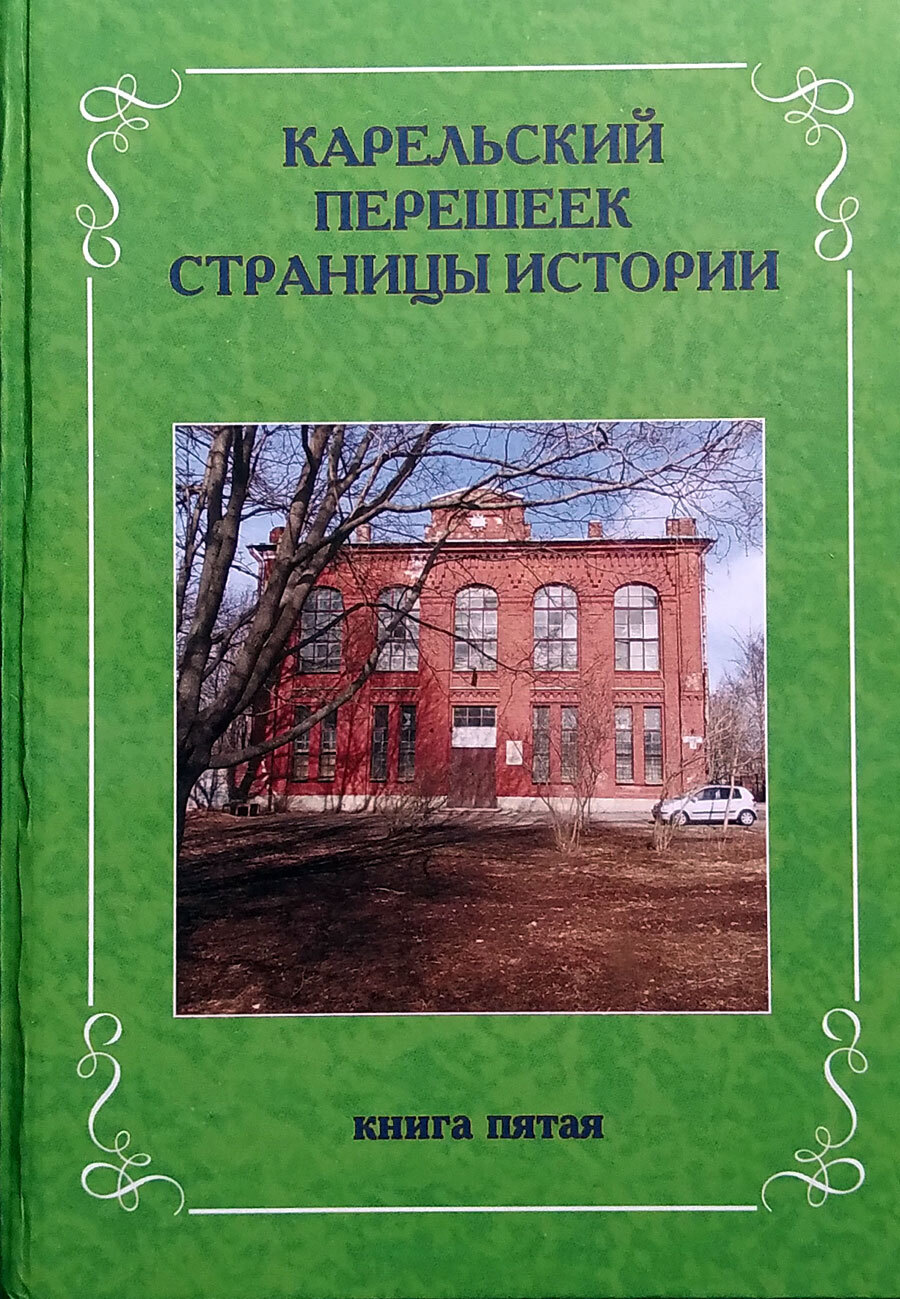 КАРЕЛЬСКИЙ
ПЕРЕШЕЕК
СТРАНИЦЫ ИСТОРИИ
книга пятая